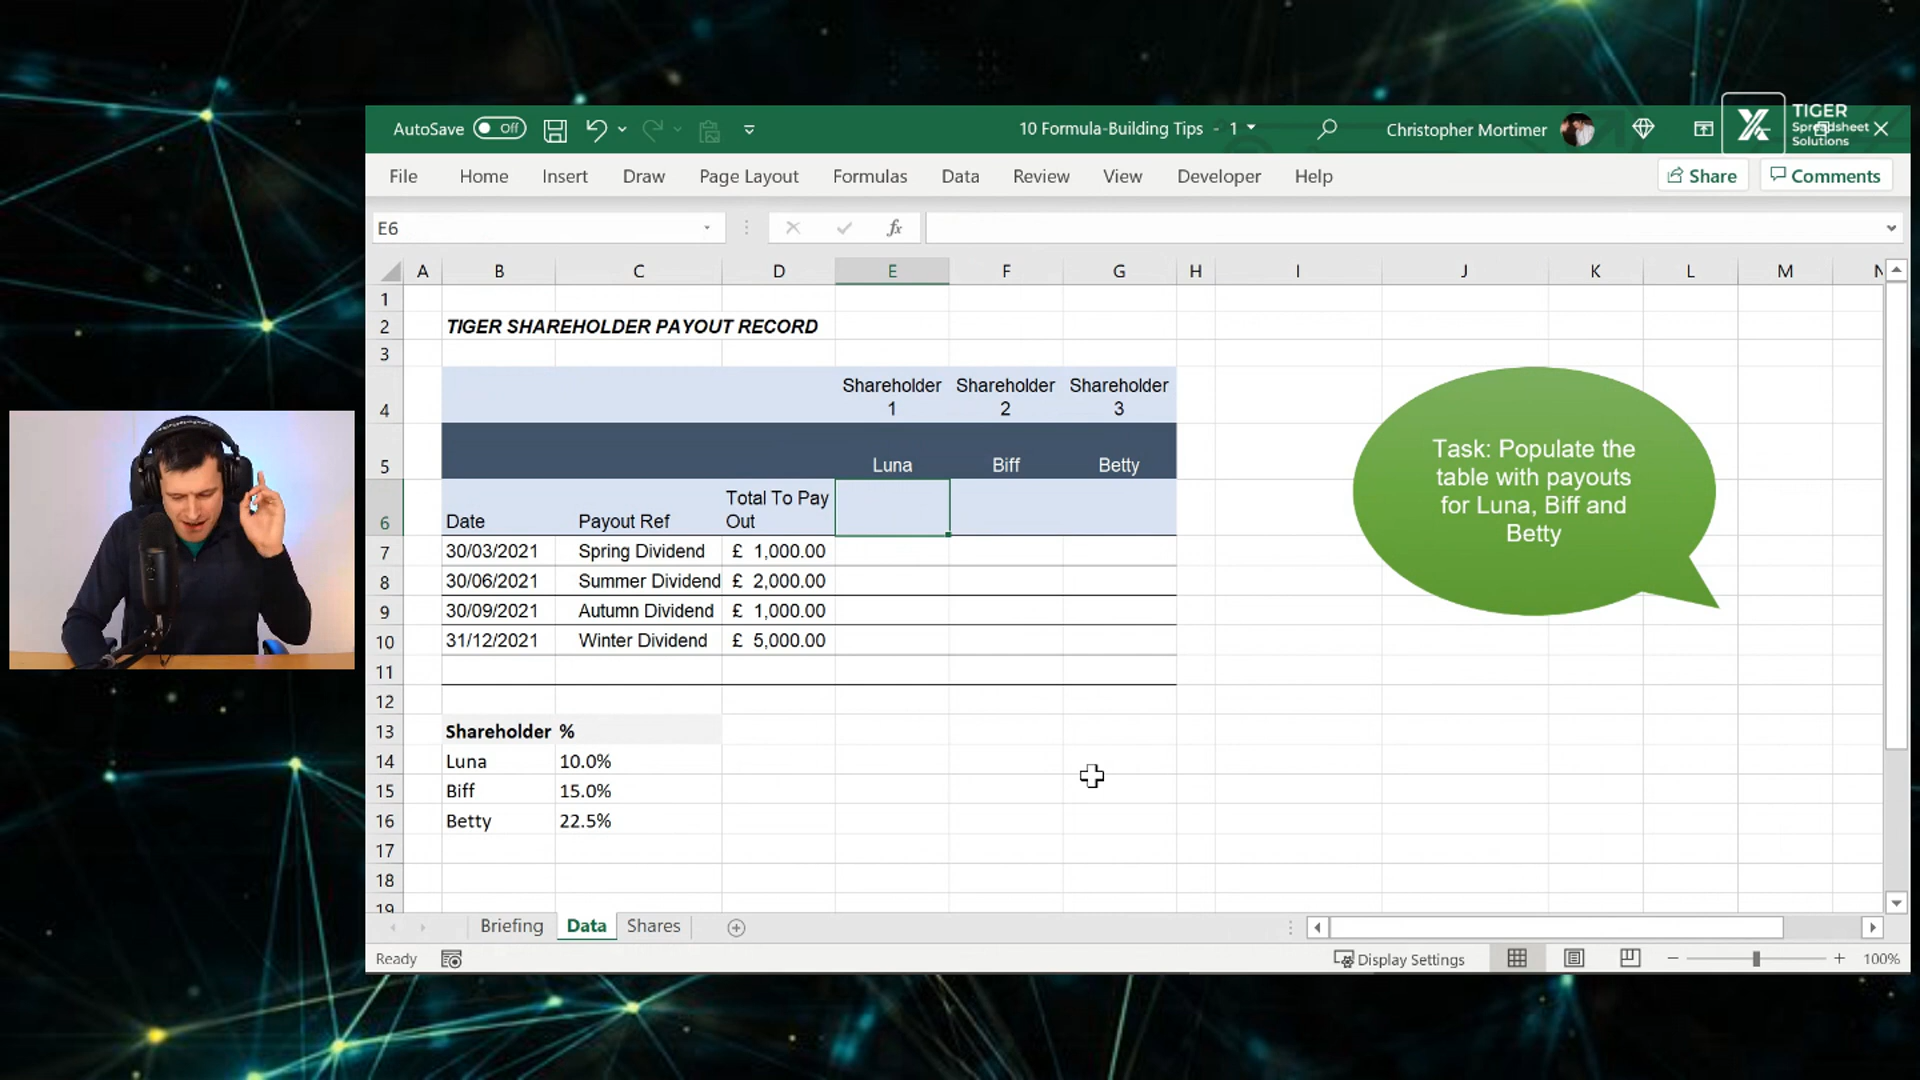 AutoSave Off 10 Formula-Building Tips - 1 Christopher Mortimer
TIGER
Spreadsheet
Solutions
File Home Insert Draw Page Layout Formulas Data Review View Developer Help Share Comments
E6 fx
A B C D E F G H I J K L M N
1
2 TIGER SHAREHOLDER PAYOUT RECORD
3
4 Shareholder 1 Shareholder 2 Shareholder 3
5 Luna Biff Betty
6 Date Payout Ref Total To Pay Out
7 30/03/2021 Spring Dividend £ 1,000.00
8 30/06/2021 Summer Dividend £ 2,000.00
9 30/09/2021 Autumn Dividend £ 1,000.00
10 31/12/2021 Winter Dividend £ 5,000.00
11
12
13 Shareholder %
14 Luna 10.0%
15 Biff 15.0%
16 Betty 22.5%
17
18
19
Task: Populate the
table with payouts
for Luna, Biff and
Betty
Briefing Data Shares
Ready Display Settings 100%